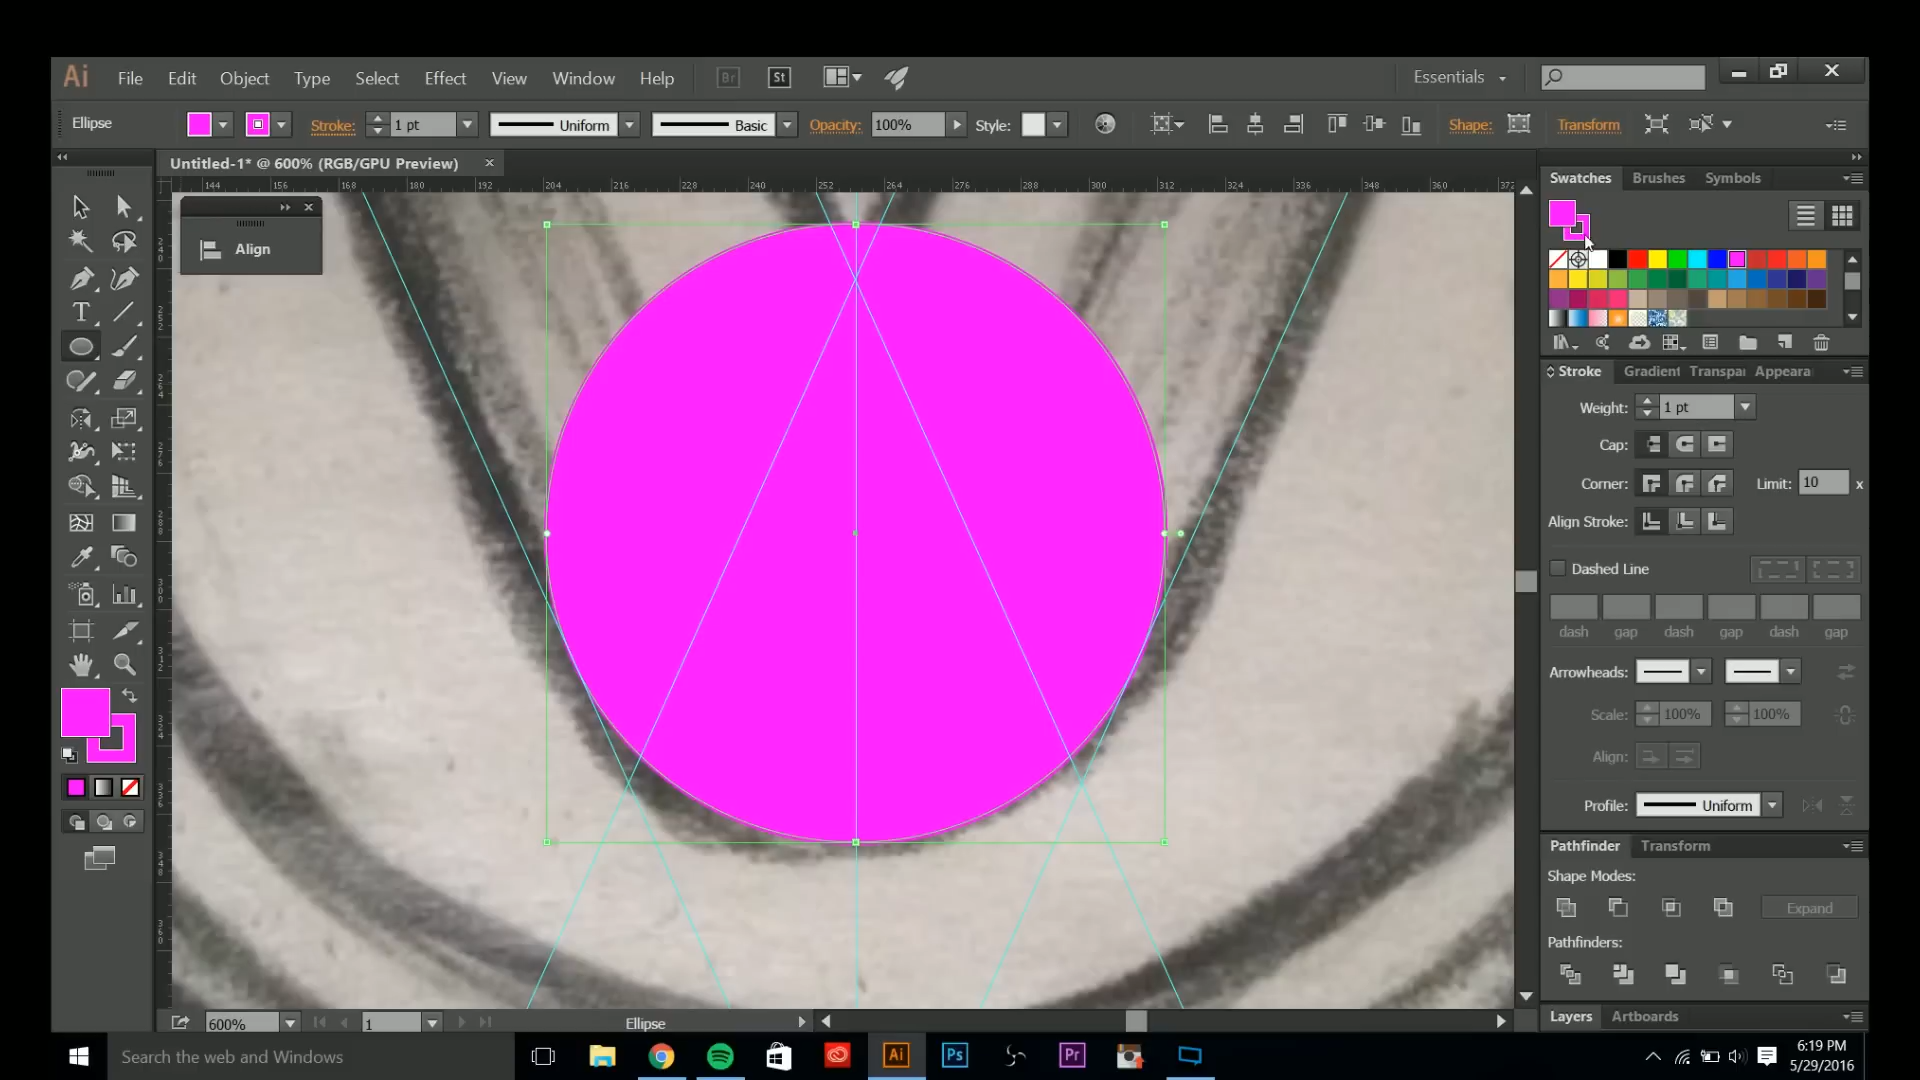 Ai File Edit Object Type Select Effect View Window Help Br St Essentials
Ellipse Stroke: 1 pt Uniform Basic Opacity: 100% Style: Shape: Transform
Untitled-1* @ 600% (RGB/GPU Preview)
144 156 168 180 192 204 216 228 240 252 264 276 288 300 312 324 336 348 360 372
Align
Swatches Brushes Symbols
Stroke Gradient Transpa Appeara
Weight: 1 pt
Cap:
Corner: Limit: 10 x
Align Stroke:
Dashed Line
dash gap dash gap dash gap
Arrowheads:
Scale: 100% 100%
Align:
Profile: Uniform
Pathfinder Transform
Shape Modes:
Expand
Pathfinders:
Layers Artboards
600% 1 Ellipse
Search the web and Windows
Ai Ps Pr
6:19 PM
5/29/2016